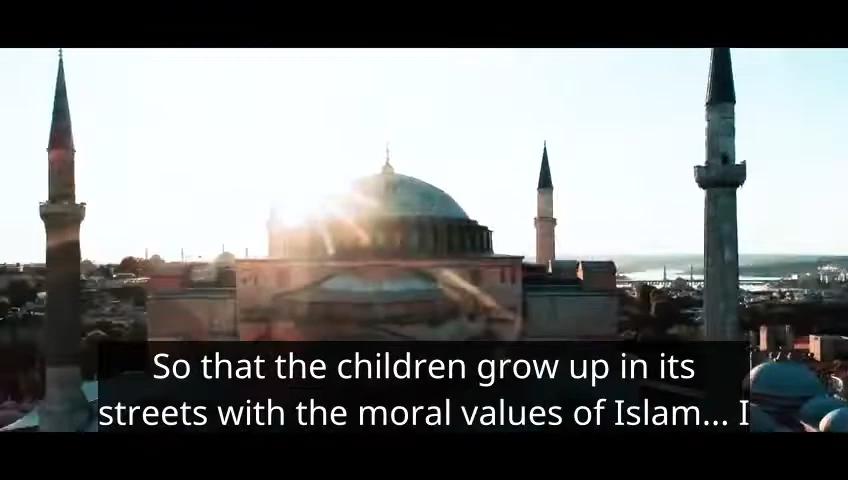 So that the children grow up in its
streets with the moral values of Islam... I